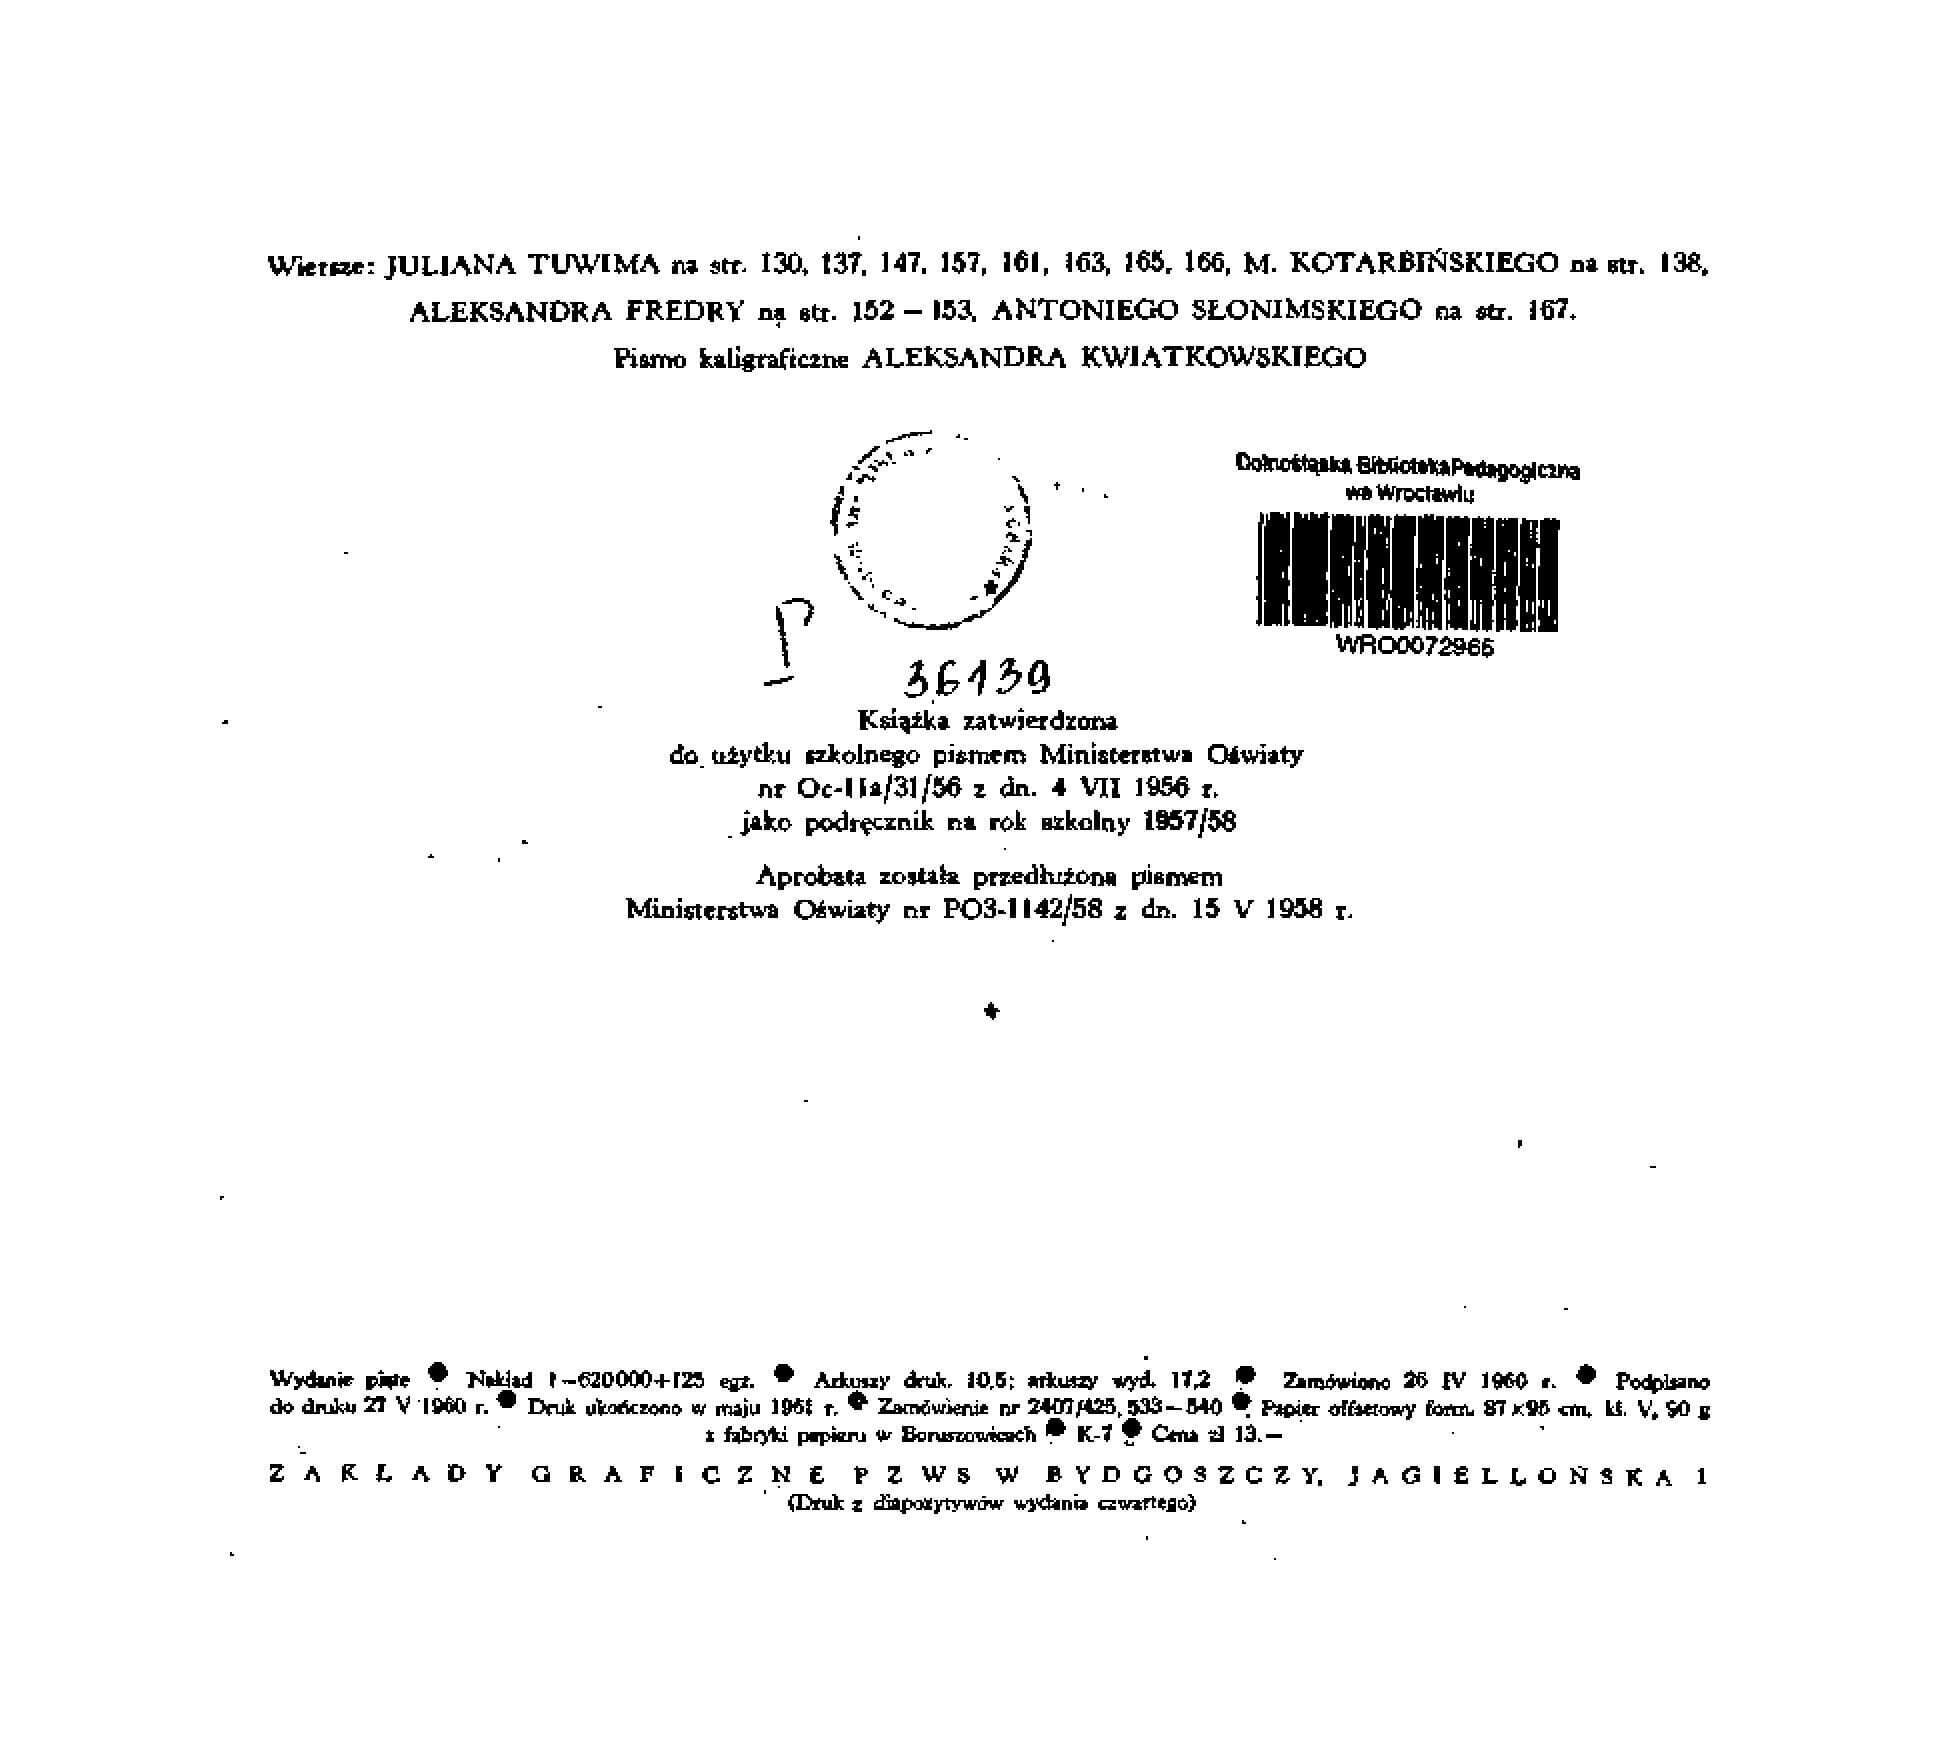 Wiersze: JULIANA TUWIMA na str. 130, 137, 147, 157, 161, 163, 165, 166, M. KOTARBIŃSKIEGO na str. 138,
ALEKSANDRA FREDRY na str. 152 – 153, ANTONIEGO SŁONIMSKIEGO na str. 167.
Pismo kaligraficzne ALEKSANDRA KWIATKOWSKIEGO
Dolnośląska Biblioteka Pedagogiczna
we Wrocławiu
WRO0072965
P
36139
Książka zatwierdzona
do użytku szkolnego pismem Ministerstwa Oświaty
nr Oc-IIa/31/56 z dn. 4 VII 1956 r.
jako podręcznik na rok szkolny 1957/58
Aprobata została przedłużona pismem
Ministerstwa Oświaty nr PO3-1142/58 z dn. 15 V 1958 r.
Wydanie piąte ● Nakład 1–620000+125 egz. ● Arkuszy druk. 10,5; arkuszy wyd. 17,2 ● Zamówiono 26 IV 1960 r. ● Podpisano
do druku 27 V 1960 r. ● Druk ukończono w maju 1961 r. ● Zamówienie nr 2407/425, 533–540 ● Papier offsetowy form. 87×95 cm, kl. V, 90 g
z fabryki papieru w Boruszowicach ● K-7 ● Cena zł 13.–
ZAKŁADY GRAFICZNE PZWS W BYDGOSZCZY, JAGIELLOŃSKA 1
(Druk z diapozytywów wydania czwartego)